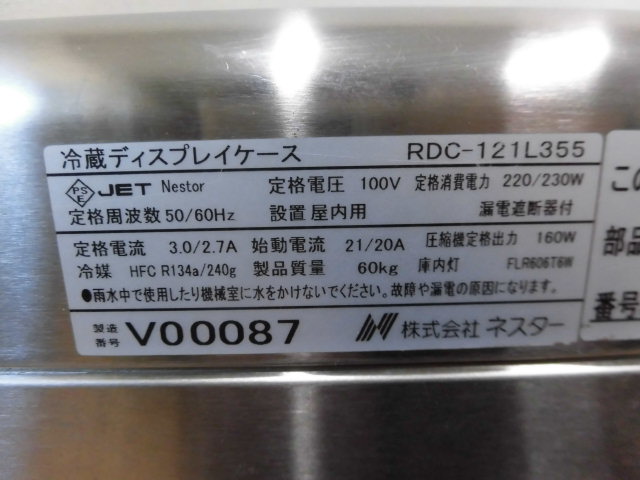 冷蔵ディスプレイケース RDC-121L355
PS E JET Nestor 定格電圧 100V 定格消費電力 220/230W
定格周波数 50/60Hz 設置 屋内用 漏電遮断器付
定格電流 3.0/2.7A 始動電流 21/20A 圧縮機定格出力 160W
冷媒 HFC R134a/240g 製品質量 60kg 庫内灯 FLR606T6W
●雨水中で使用したり機械室に水をかけないでください。故障や漏電の原因になります。
製造番号 V00087 株式会社 ネスター
この
部品
番号